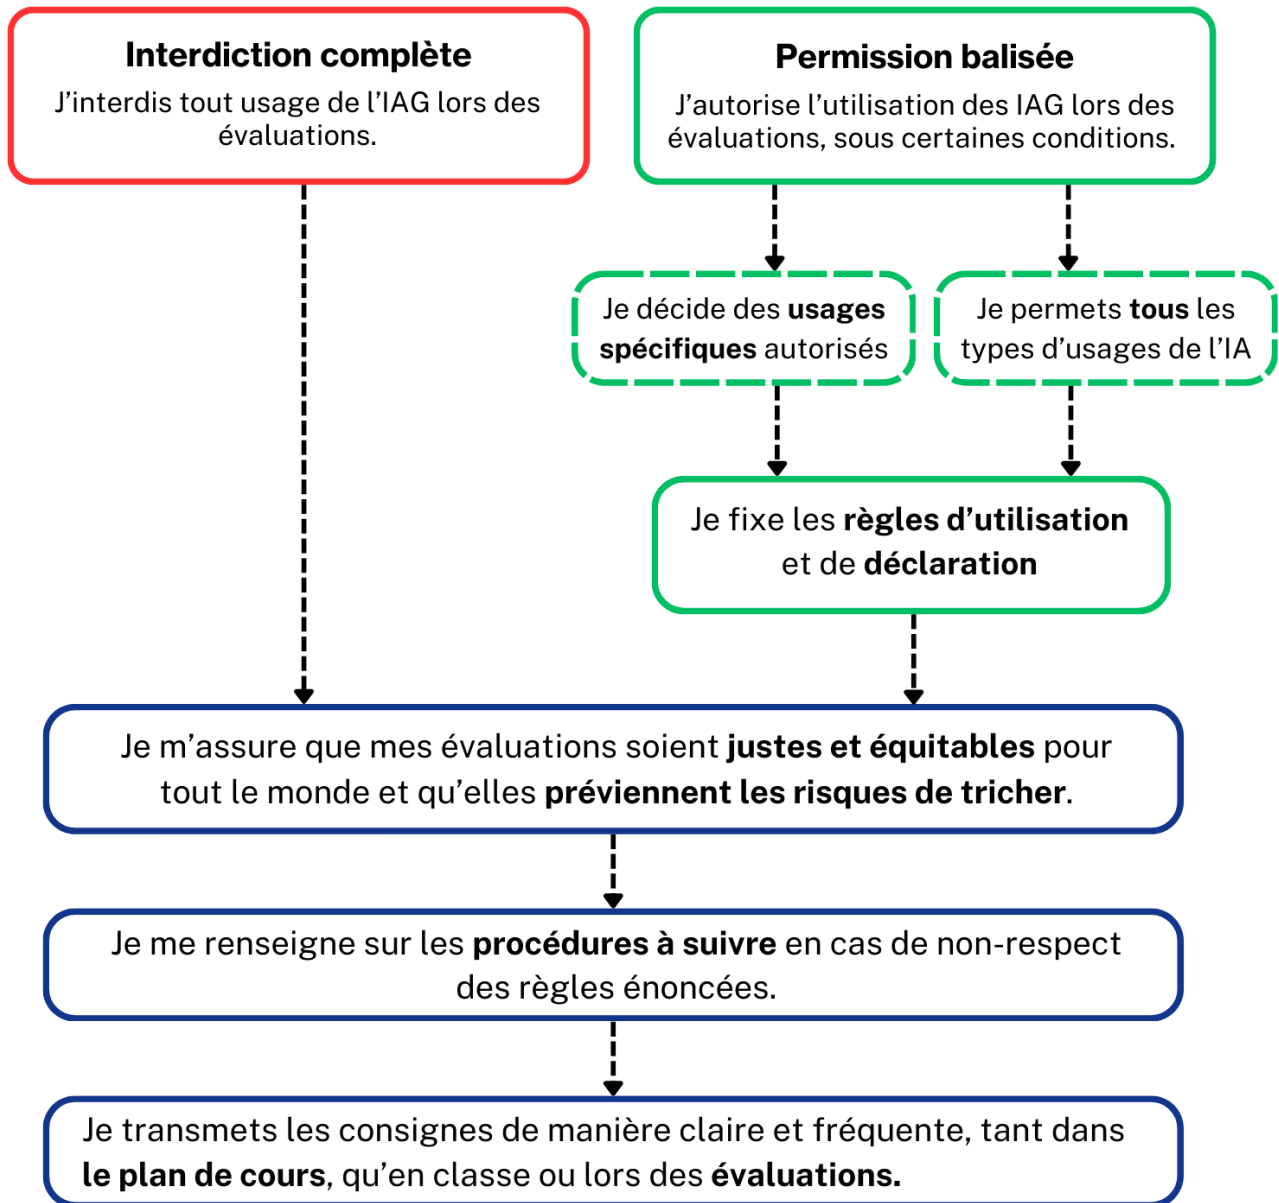 Interdiction complète
J’interdis tout usage de l’IAG lors des
évaluations.
Permission balisée
J’autorise l’utilisation des IAG lors des
évaluations, sous certaines conditions.
Je décide des usages
spécifiques autorisés
Je permets tous les
types d’usages de l’IA
Je fixe les règles d’utilisation
et de déclaration
Je m’assure que mes évaluations soient justes et équitables pour
tout le monde et qu’elles préviennent les risques de tricher.
Je me renseigne sur les procédures à suivre en cas de non-respect
des règles énoncées.
Je transmets les consignes de manière claire et fréquente, tant dans
le plan de cours, qu’en classe ou lors des évaluations.